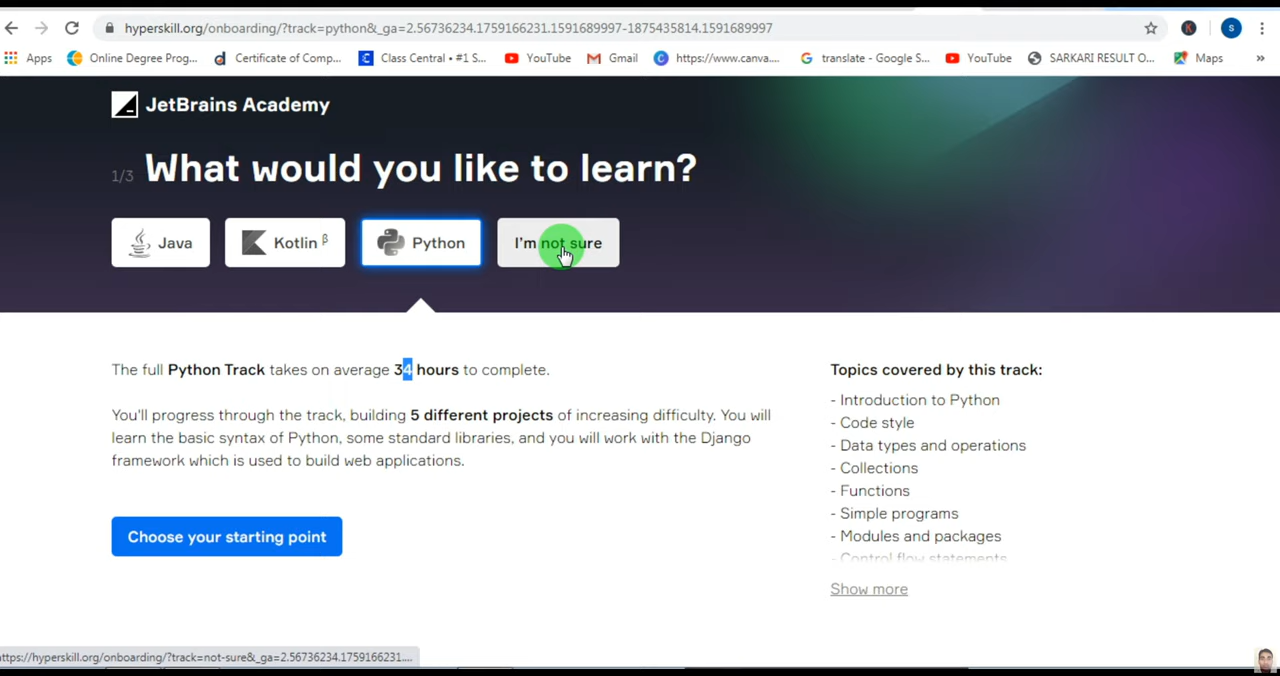 hyperskill.org/onboarding/?track=python&_ga=2.56736234.1759166231.1591689997-1875435814.1591689997
S
Apps Online Degree Prog... Certificate of Comp... Class Central • #1 S... YouTube Gmail https://www.canva.... translate - Google S... YouTube SARKARI RESULT O... Maps »
JetBrains Academy
1/3 What would you like to learn?
Java Kotlin β Python I'm not sure
The full Python Track takes on average 34 hours to complete.
You'll progress through the track, building 5 different projects of increasing difficulty. You will
learn the basic syntax of Python, some standard libraries, and you will work with the Django
framework which is used to build web applications.
Choose your starting point
Topics covered by this track:
- Introduction to Python
- Code style
- Data types and operations
- Collections
- Functions
- Simple programs
- Modules and packages
- Control flow statements
Show more
https://hyperskill.org/onboarding/?track=not-sure&_ga=2.56736234.1759166231....